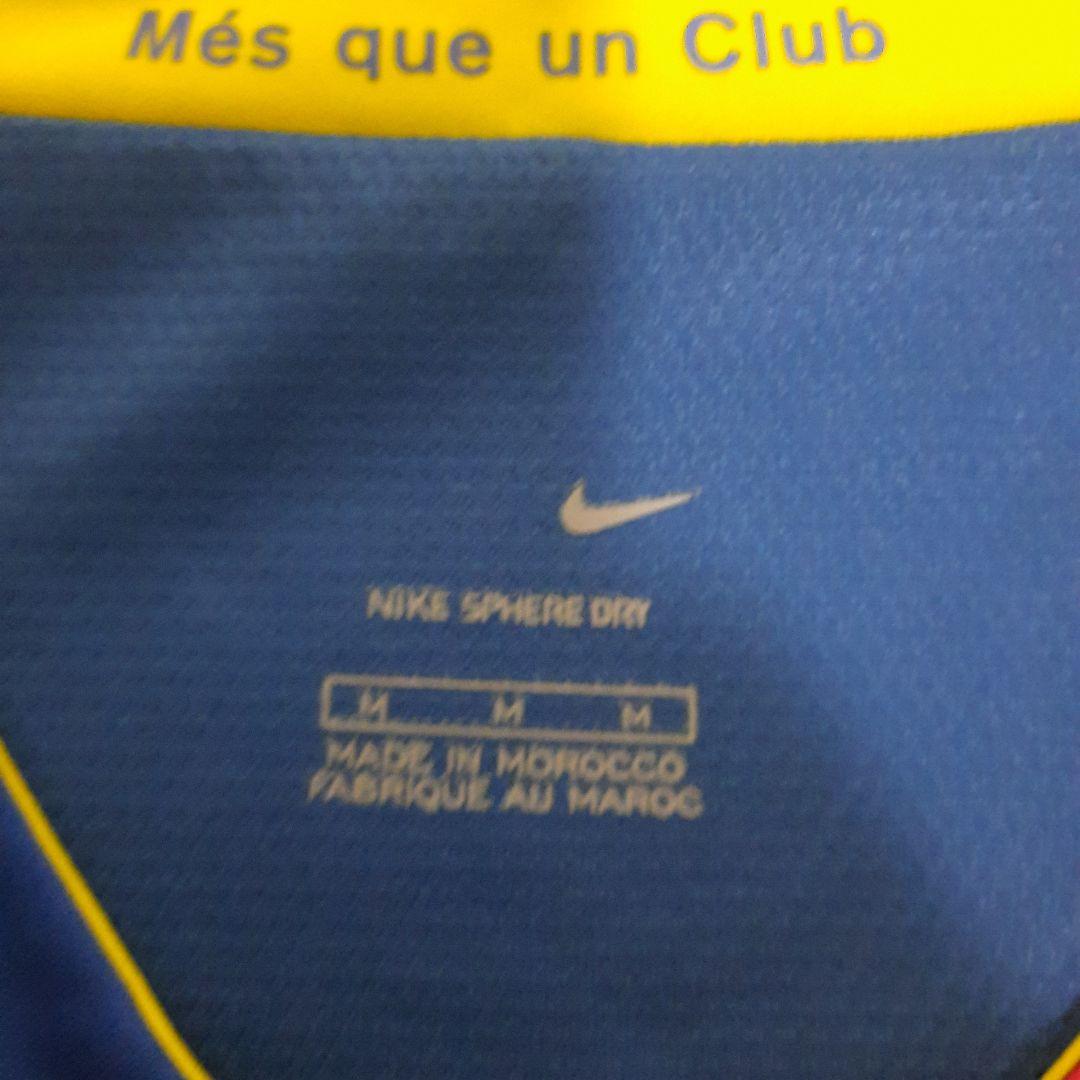 Més que un Club
NIKE SPHERE DRY
M M M
MADE IN MOROCCO
FABRIQUE AU MAROC